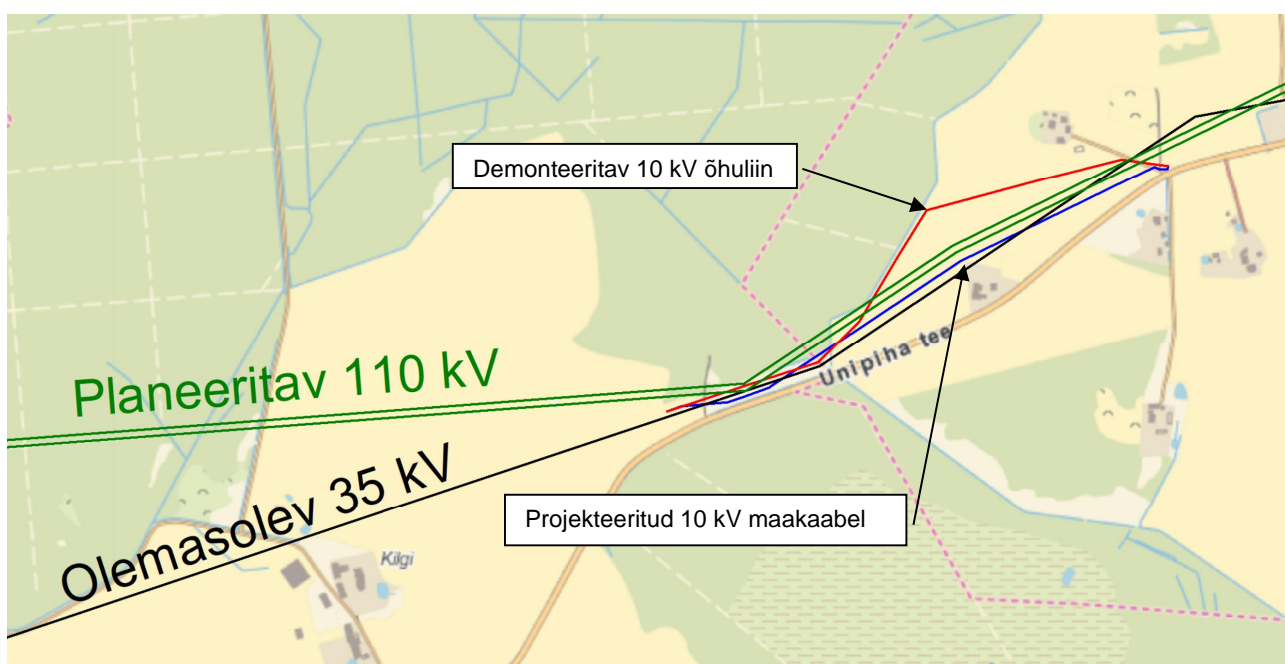 Demonteeritav 10 kV õhuliin
Unipiha tee
Planeeritav 110 kV
Olemasolev 35 kV
Projekteeritud 10 kV maakaabel
Kilgi